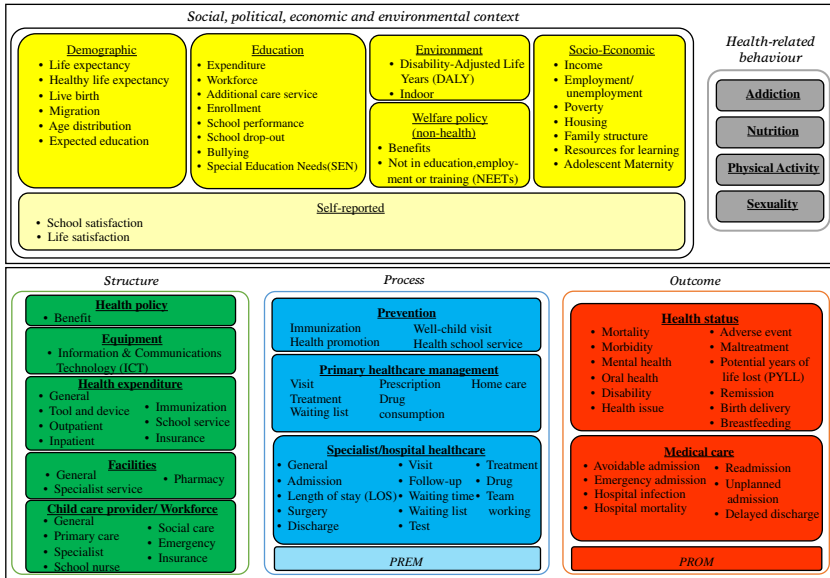 Social, political, economic and environmental context
Demographic
• Life expectancy
• Healthy life expectancy
• Live birth
• Migration
• Age distribution
• Expected education
Education
• Expenditure
• Workforce
• Additional care service
• Enrollment
• School performance
• School drop-out
• Bullying
• Special Education Needs(SEN)
Environment
• Disability-Adjusted Life
Years (DALY)
• Indoor
Welfare policy
(non-health)
• Benefits
• Not in education,employ-
ment or training (NEETs)
Socio-Economic
• Income
• Employment/
unemployment
• Poverty
• Housing
• Family structure
• Resources for learning
• Adolescent Maternity
Self-reported
• School satisfaction
• Life satisfaction
Health-related
behaviour
Addiction
Nutrition
Physical Activity
Sexuality
Structure
Health policy
• Benefit
Equipment
• Information & Communications
Technology (ICT)
Health expenditure
• General
• Tool and device
• Outpatient
• Inpatient
• Immunization
• School service
• Insurance
Facilities
• General
• Specialist service
• Pharmacy
Child care provider/ Workforce
• General
• Primary care
• Specialist
• School nurse
• Social care
• Emergency
• Insurance
Process
Prevention
Immunization
Health promotion
Well-child visit
Health school service
Primary healthcare management
Visit
Treatment
Waiting list
Prescription
Drug
consumption
Home care
Specialist/hospital healthcare
• General
• Admission
• Length of stay (LOS)
• Surgery
• Discharge
• Visit
• Follow-up
• Waiting time
• Waiting list
• Test
• Treatment
• Drug
• Team
working
PREM
Outcome
Health status
• Mortality
• Morbidity
• Mental health
• Oral health
• Disability
• Health issue
• Adverse event
• Maltreatment
• Potential years of
life lost (PYLL)
• Remission
• Birth delivery
• Breastfeeding
Medical care
• Avoidable admission
• Emergency admission
• Hospital infection
• Hospital mortality
• Readmission
• Unplanned
admission
• Delayed discharge
PROM